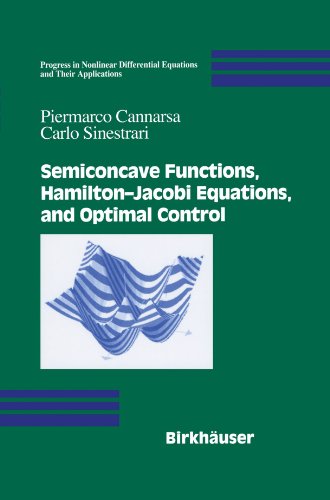 Progress in Nonlinear Differential Equations
and Their Applications
Piermarco Cannarsa
Carlo Sinestrari
Semiconcave Functions,
Hamilton–Jacobi Equations,
and Optimal Control
Birkhäuser